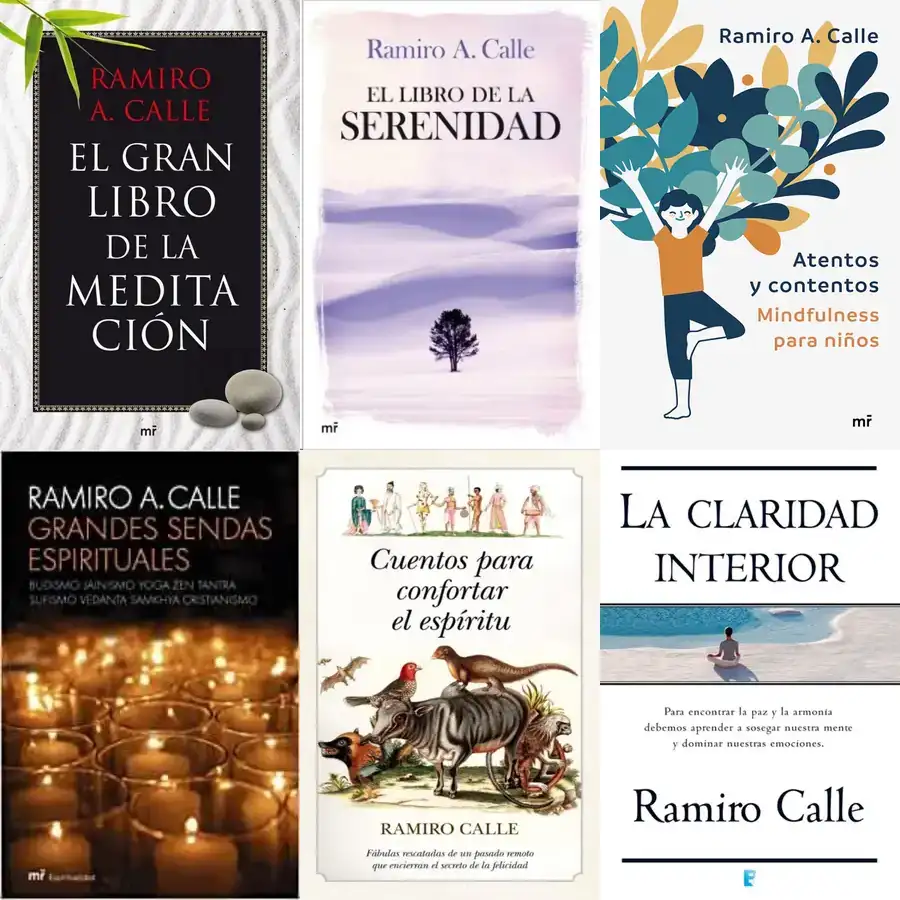 RAMIRO
A. CALLE
EL GRAN
LIBRO
DE LA
MEDITA
CIÓN
mr
Ramiro A. Calle
EL LIBRO DE LA
SERENIDAD
mr
Ramiro A. Calle
Atentos
y contentos
Mindfulness
para niños
mr
RAMIRO A. CALLE
GRANDES SENDAS
ESPIRITUALES
BUDISMO JAINISMO YOGA ZEN TANTRA
SUFISMO VEDANTA SAMKHYA CRISTIANISMO
mr Espiritualidad
Cuentos para
confortar
el espíritu
RAMIRO CALLE
Fábulas rescatadas de un pasado remoto
que encierran el secreto de la felicidad
LA CLARIDAD
INTERIOR
Para encontrar la paz y la armonía
debemos aprender a sosegar nuestra mente
y dominar nuestras emociones.
Ramiro Calle
B